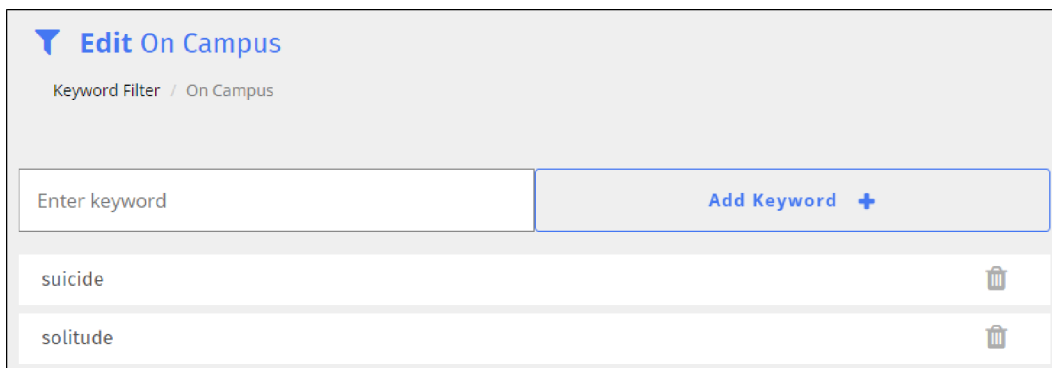 Edit On Campus
Keyword Filter / On Campus
Enter keyword
Add Keyword +
suicide
solitude